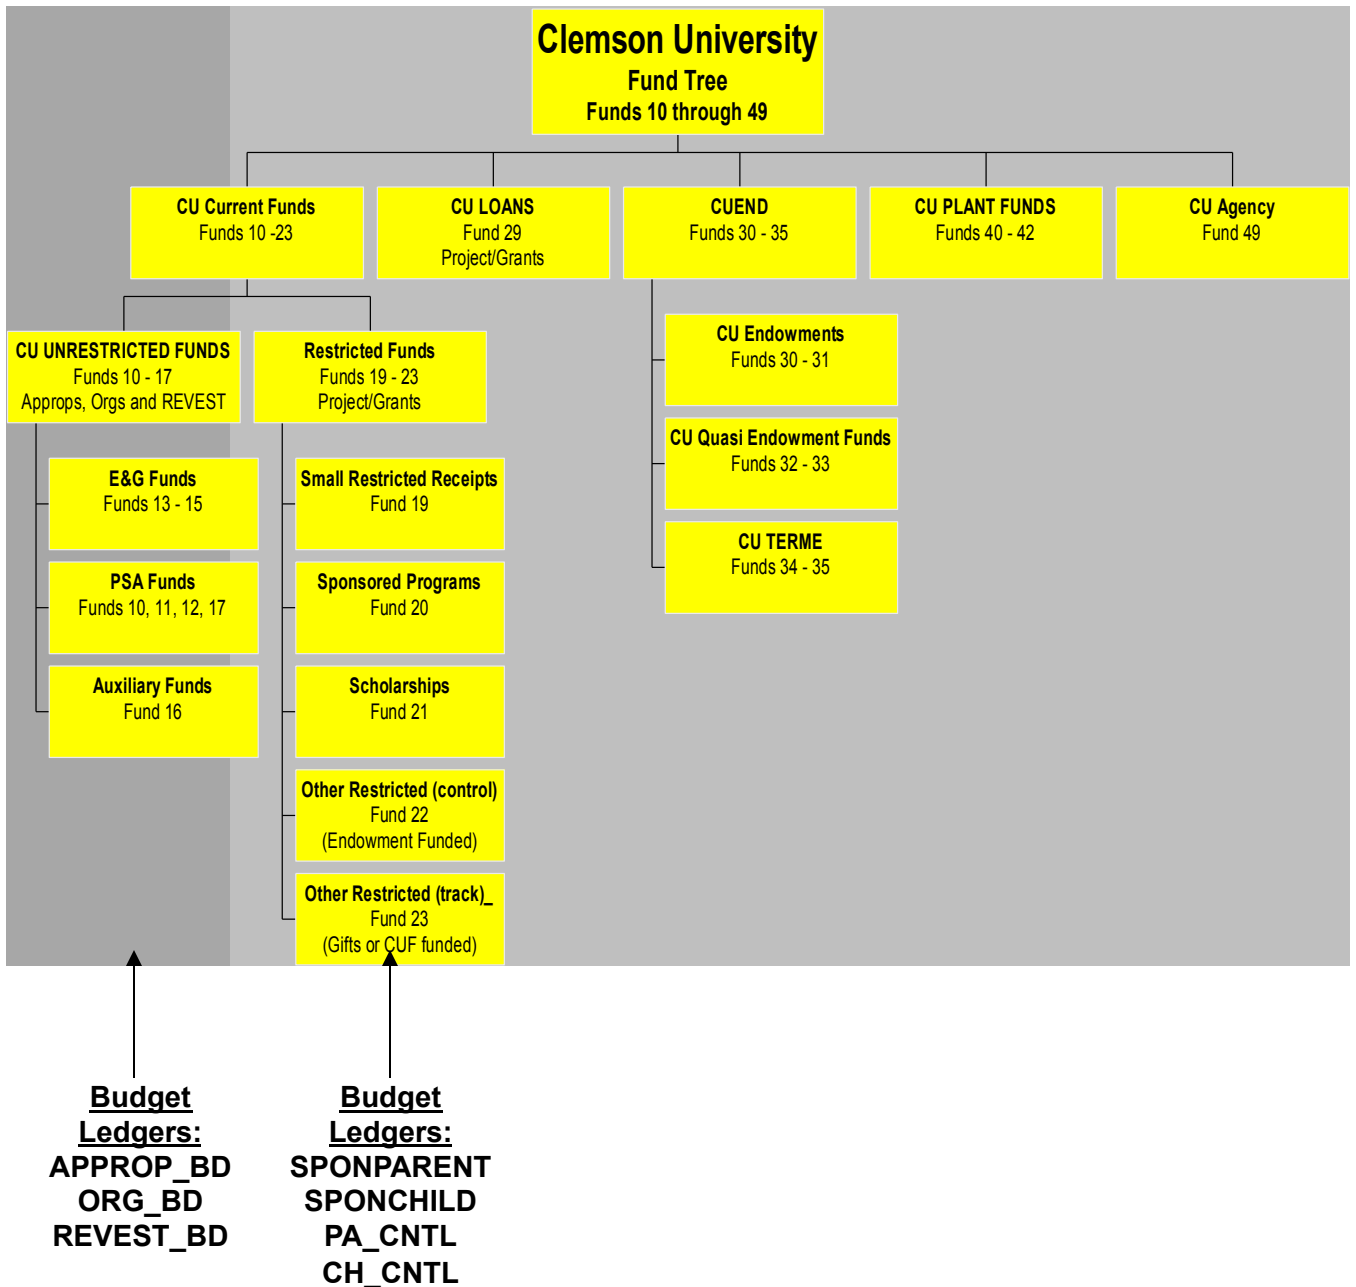 Clemson University
Fund Tree
Funds 10 through 49
CU Current Funds
Funds 10 -23
CU LOANS
Fund 29
Project/Grants
CUEND
Funds 30 - 35
CU PLANT FUNDS
Funds 40 - 42
CU Agency
Fund 49
CU UNRESTRICTED FUNDS
Funds 10 - 17
Approps, Orgs and REVEST
Restricted Funds
Funds 19 - 23
Project/Grants
CU Endowments
Funds 30 - 31
CU Quasi Endowment Funds
Funds 32 - 33
CU TERME
Funds 34 - 35
E&G Funds
Funds 13 - 15
PSA Funds
Funds 10, 11, 12, 17
Auxiliary Funds
Fund 16
Small Restricted Receipts
Fund 19
Sponsored Programs
Fund 20
Scholarships
Fund 21
Other Restricted (control)
Fund 22
(Endowment Funded)
Other Restricted (track)_
Fund 23
(Gifts or CUF funded)
Budget
Ledgers:
APPROP_BD
ORG_BD
REVEST_BD
Budget
Ledgers:
SPONPARENT
SPONCHILD
PA_CNTL
CH_CNTL